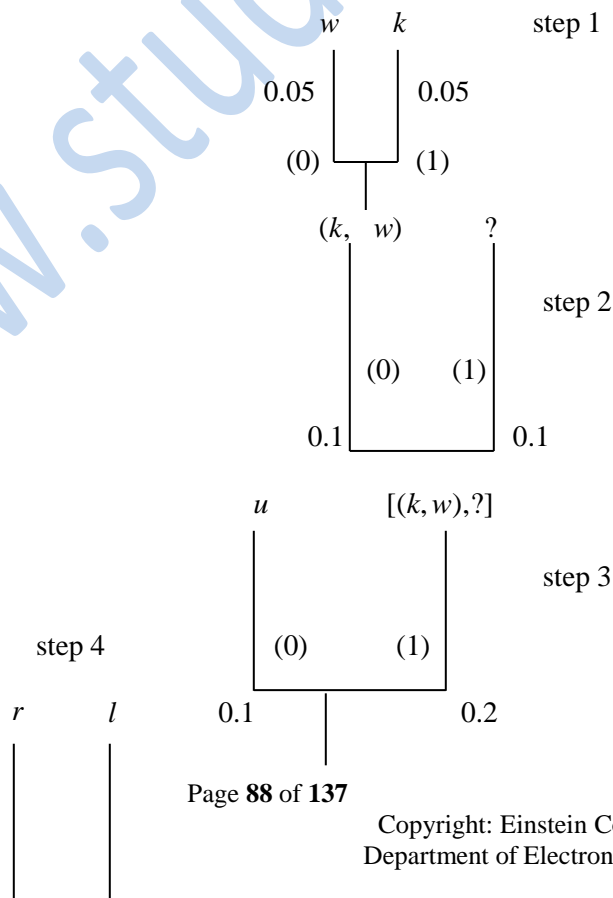 w k step 1
0.05 0.05
(0) (1)
(k, w) ?
step 2
(0) (1)
0.1 0.1
u [(k, w),?]
step 3
step 4 (0) (1)
r l 0.1 0.2
Page 88 of 137
Copyright: Einstein
Department of
w.stu